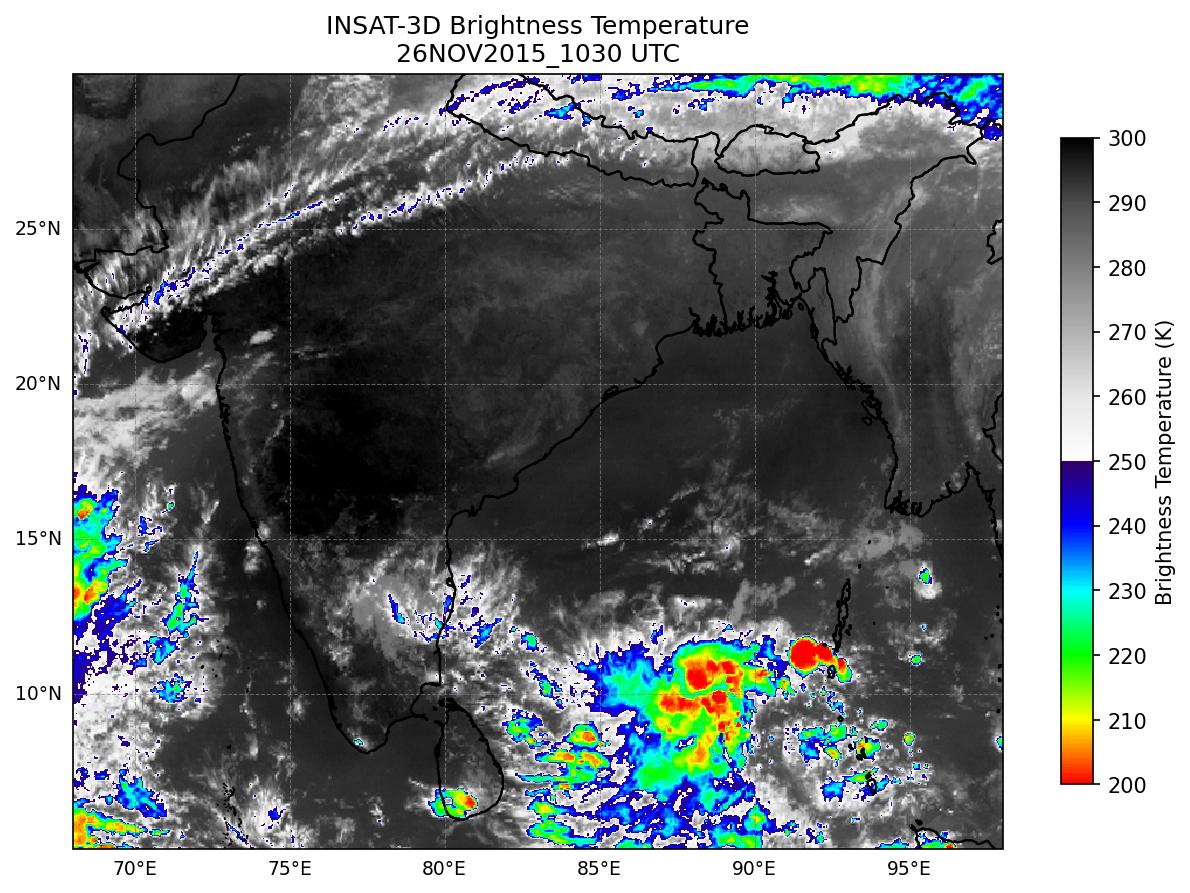 INSAT-3D Brightness Temperature
26NOV2015_1030 UTC
25°N
20°N
15°N
10°N
70°E
75°E
80°E
85°E
90°E
95°E
300
290
280
270
260
250
240
230
220
210
200
Brightness Temperature (K)